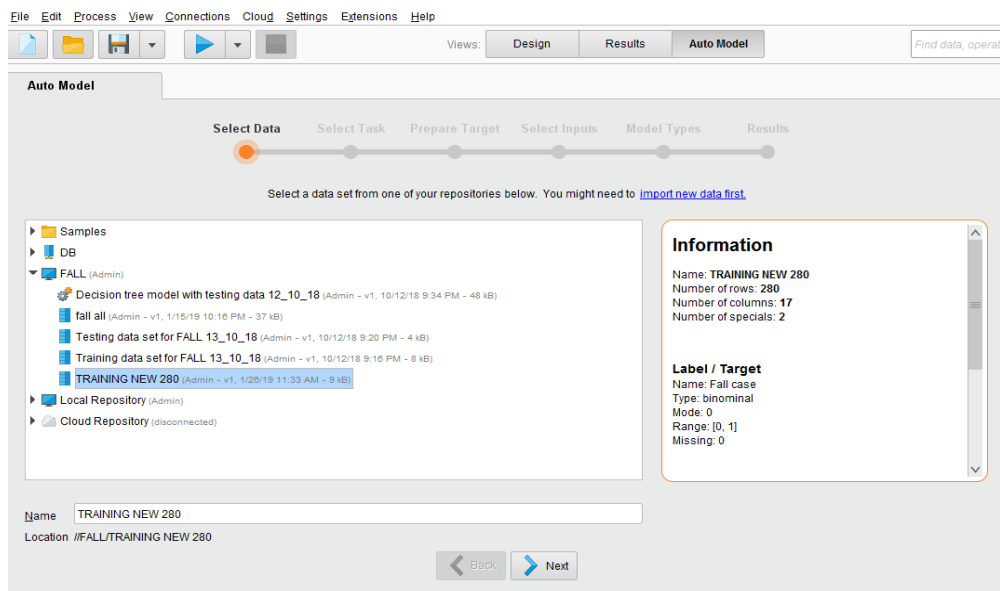 File Edit Process View Connections Cloud Settings Extensions Help
Views: Design Results Auto Model Find data, operat
Auto Model
Select Data Select Task Prepare Target Select Inputs Model Types Results
Select a data set from one of your repositories below. You might need to import new data first.
Samples
DB
FALL (Admin)
Decision tree model with testing data 12_10_18 (Admin - v1, 10/12/18 9:34 PM - 48 kB)
fall all (Admin - v1, 1/15/19 10:16 PM - 37 kB)
Testing data set for FALL 13_10_18 (Admin - v1, 10/12/18 9:20 PM - 4 kB)
Training data set for FALL 13_10_18 (Admin - v1, 10/12/18 9:16 PM - 8 kB)
TRAINING NEW 280 (Admin - v1, 1/26/19 11:33 AM - 9 kB)
Local Repository (Admin)
Cloud Repository (disconnected)
Information
Name: TRAINING NEW 280
Number of rows: 280
Number of columns: 17
Number of specials: 2
Label / Target
Name: Fall case
Type: binominal
Mode: 0
Range: [0, 1]
Missing: 0
Name TRAINING NEW 280
Location //FALL/TRAINING NEW 280
Back Next